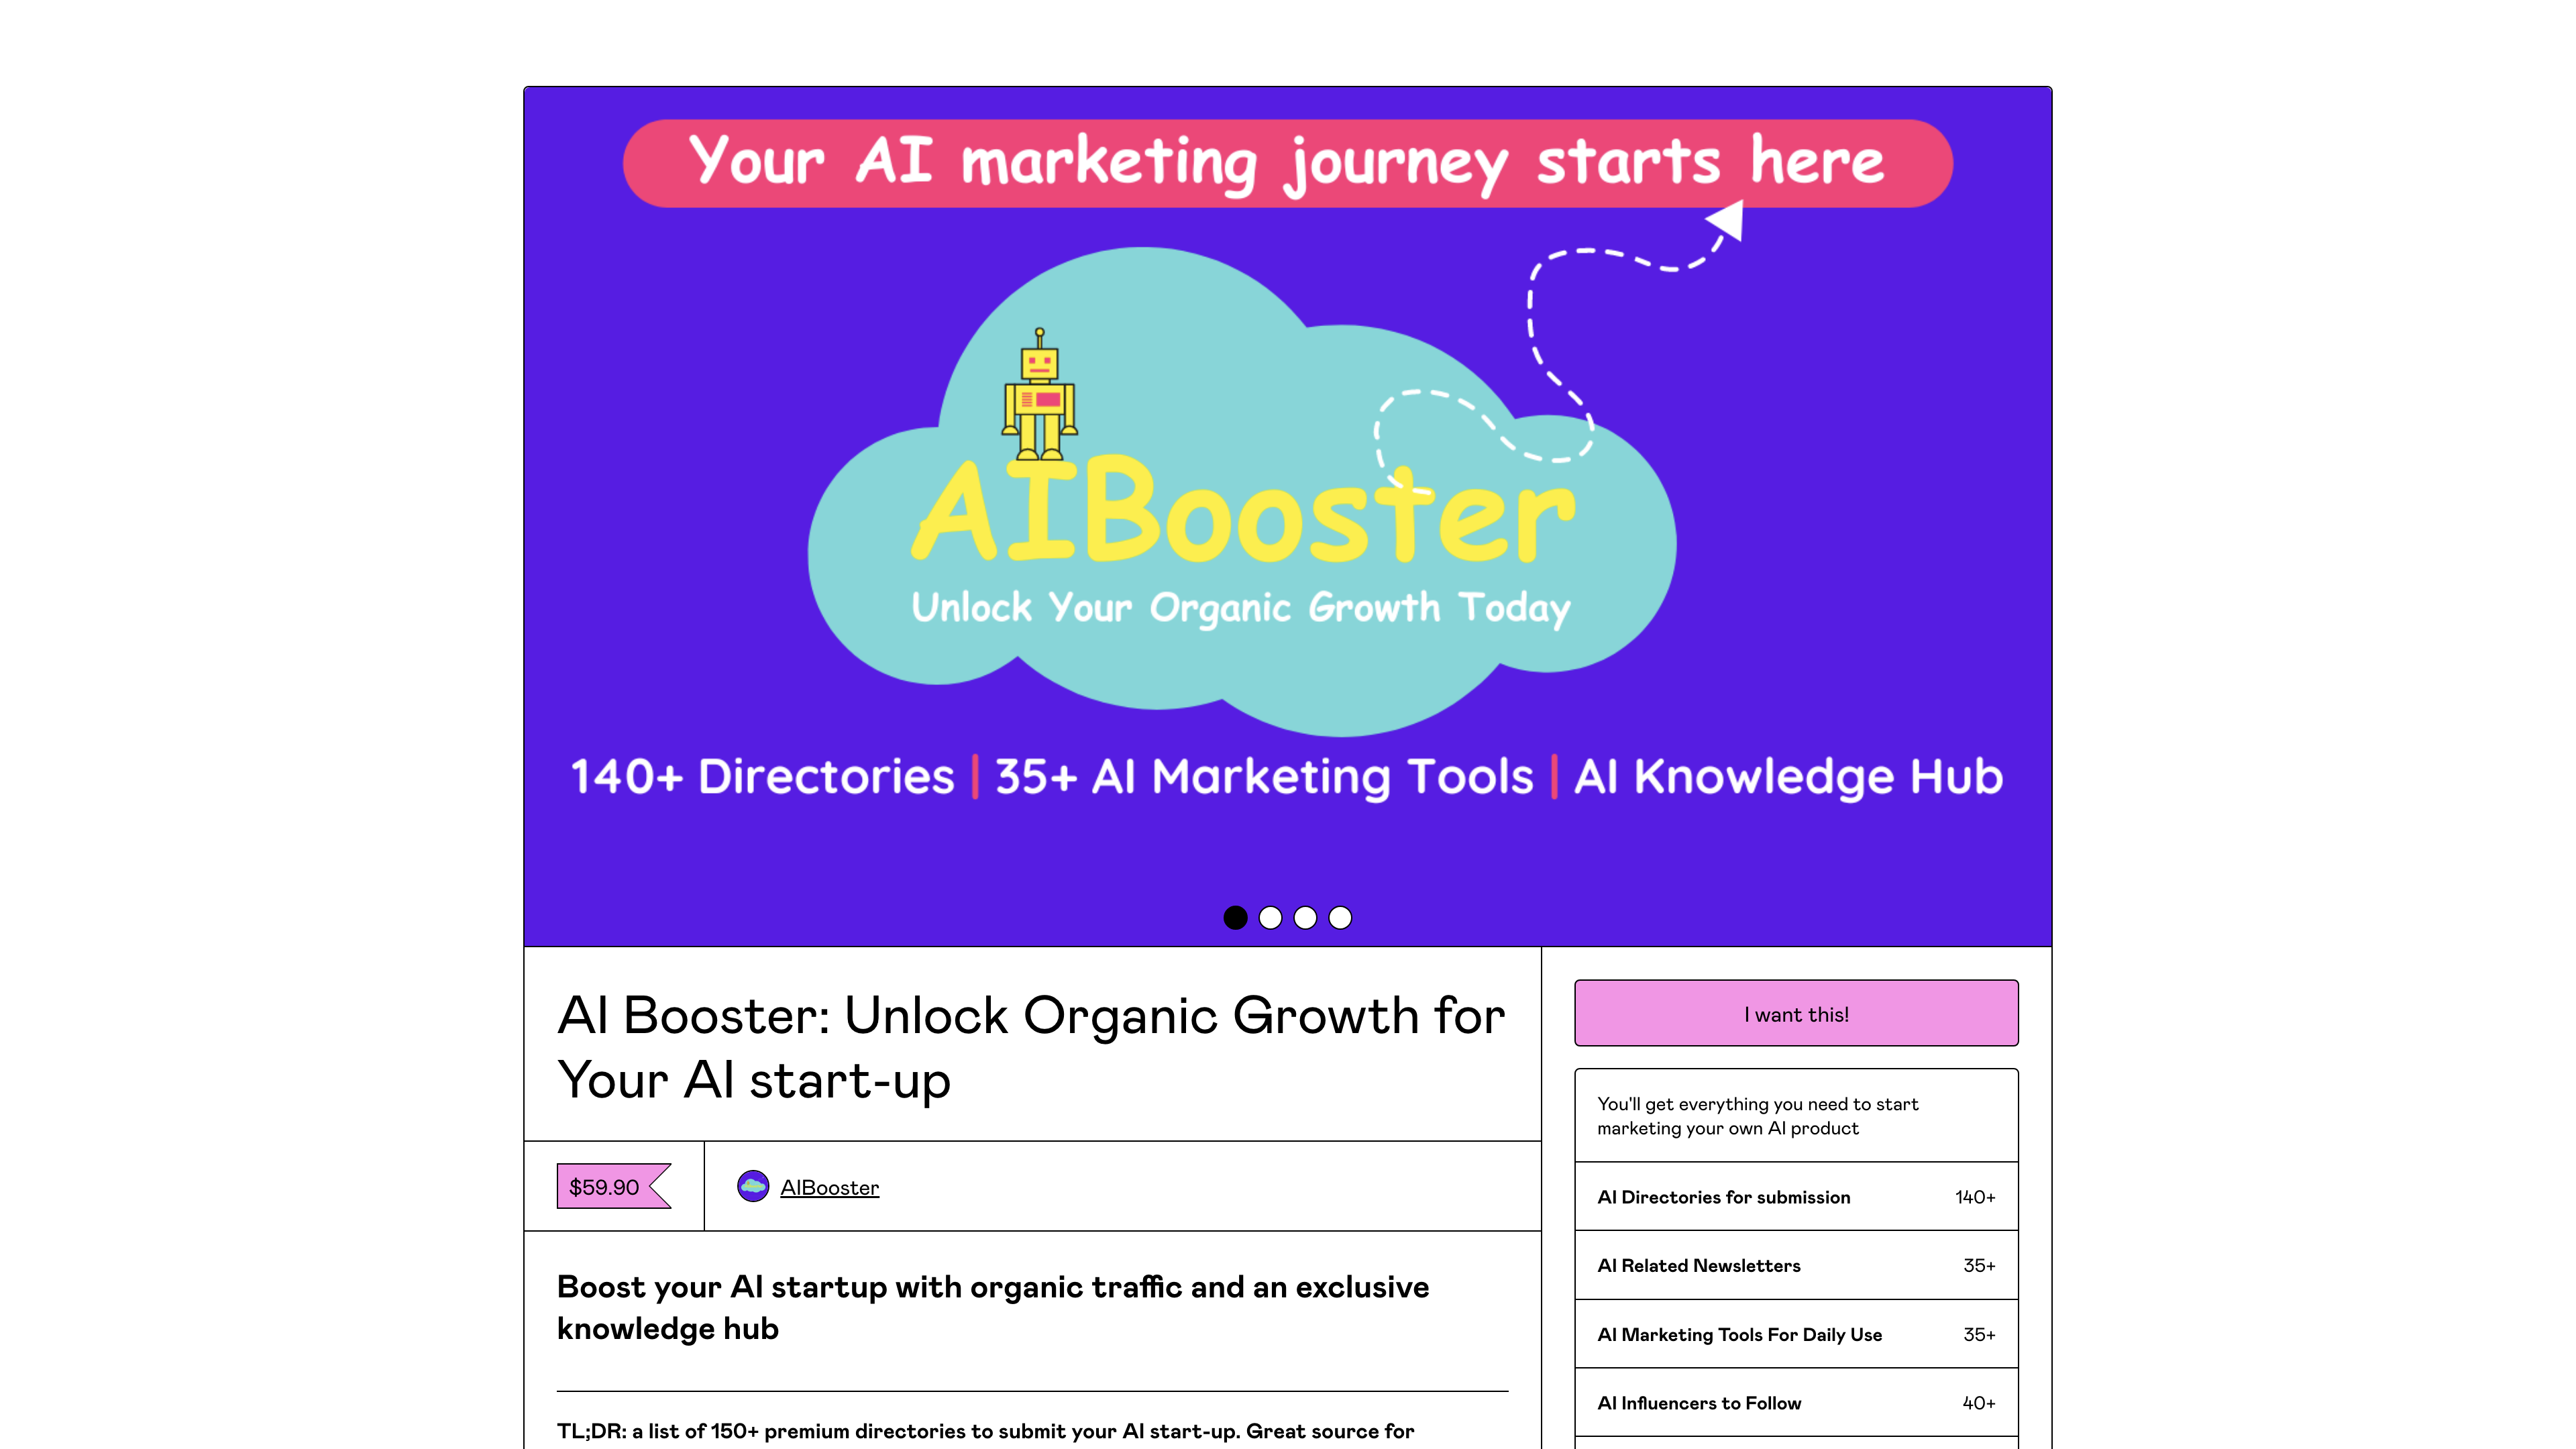 Your AI marketing journey starts here
AIBooster
Unlock Your Organic Growth Today
140+ Directories | 35+ AI Marketing Tools | AI Knowledge Hub
AI Booster: Unlock Organic Growth for
Your AI start-up
$59.90
AIBooster
Boost your AI startup with organic traffic and an exclusive
knowledge hub
TL;DR: a list of 150+ premium directories to submit your AI start-up. Great source for
I want this!
You'll get everything you need to start
marketing your own AI product
AI Directories for submission 140+
AI Related Newsletters 35+
AI Marketing Tools For Daily Use 35+
AI Influencers to Follow 40+